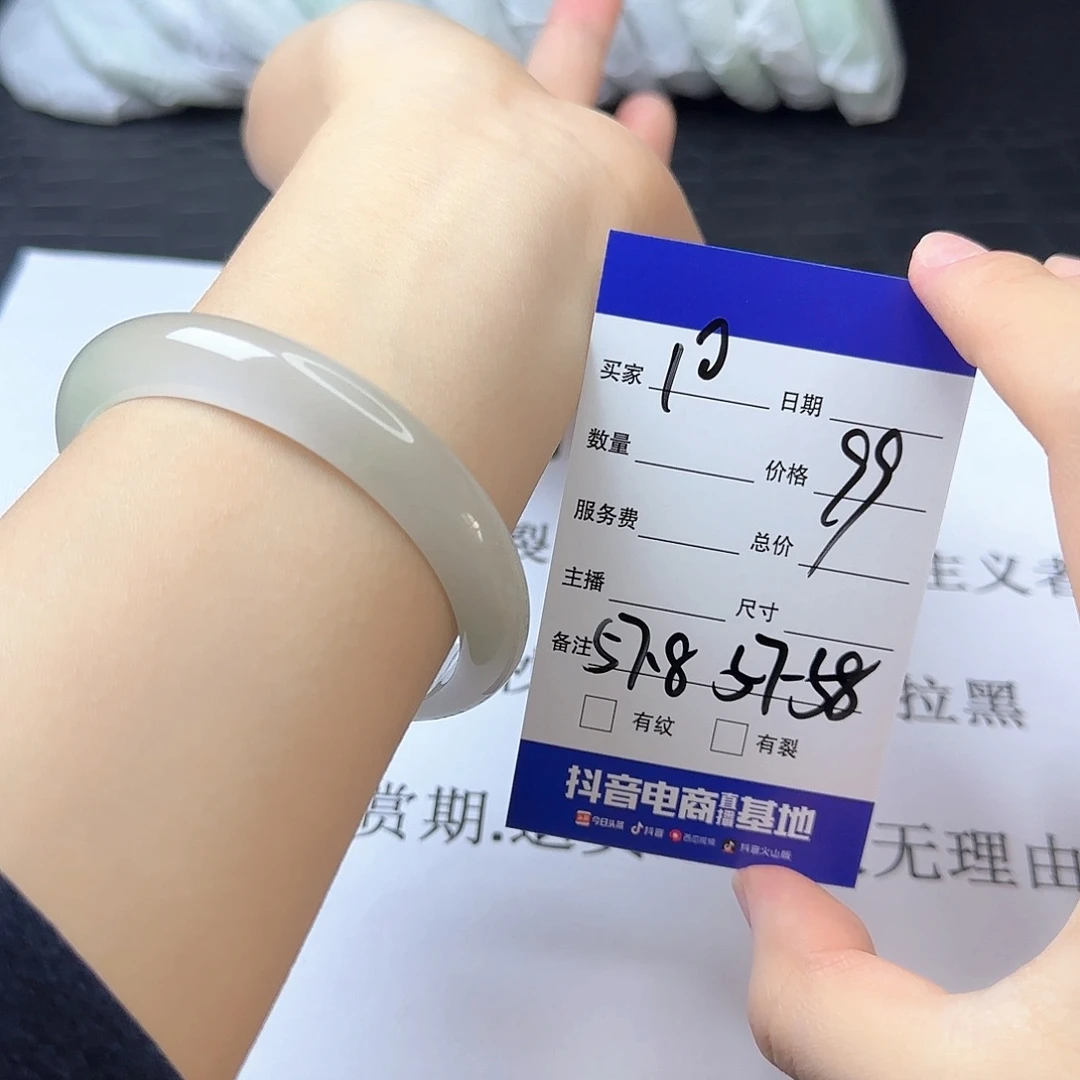 买家 10 日期
数量 价格 99
服务费 总价
主播 尺寸
备注 57.8 57-58
有纹 有裂
抖音电商直播基地
今日头条 抖音 西瓜视频 抖音火山版
裂
主义者
拉黑
赏期.
无理由